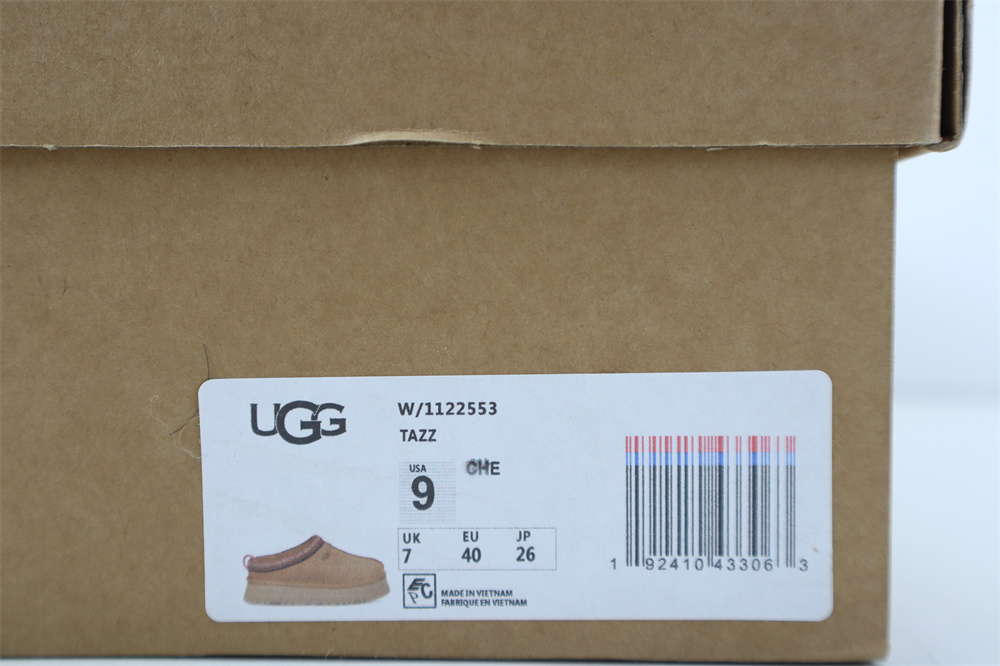 UGG
W/1122553
TAZZ
USA
9
CHE
UK EU JP
7 40 26
MADE IN VIETNAM
FABRIQUE EN VIETNAM
1 92410 43306 3